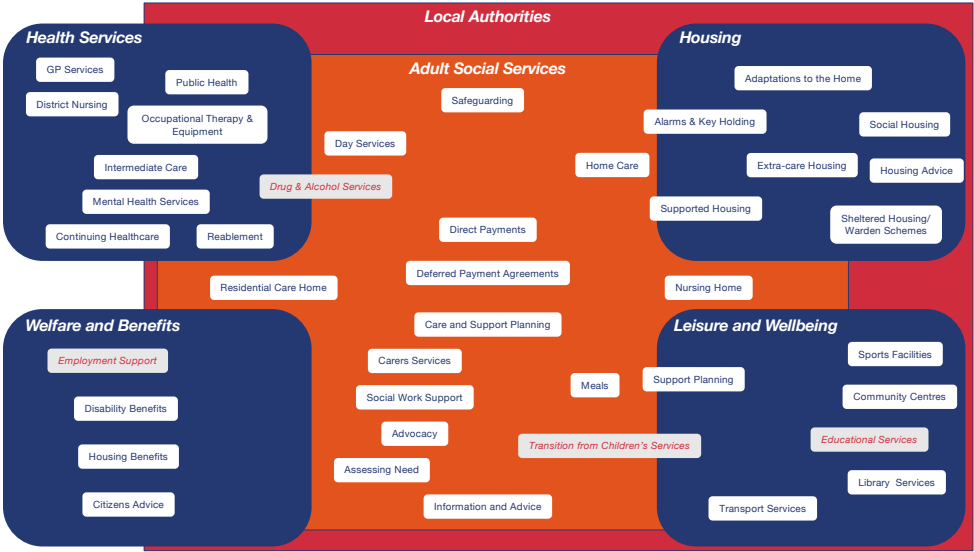 Local Authorities
Health Services
GP Services
Public Health
District Nursing
Occupational Therapy &
Equipment
Intermediate Care
Drug & Alcohol Services
Mental Health Services
Continuing Healthcare
Reablement
Adult Social Services
Safeguarding
Day Services
Home Care
Direct Payments
Deferred Payment Agreements
Residential Care Home
Nursing Home
Care and Support Planning
Carers Services
Social Work Support
Meals
Advocacy
Transition from Children's Services
Assessing Need
Information and Advice
Housing
Adaptations to the Home
Alarms & Key Holding
Social Housing
Extra-care Housing
Housing Advice
Supported Housing
Sheltered Housing/
Warden Schemes
Welfare and Benefits
Employment Support
Disability Benefits
Housing Benefits
Citizens Advice
Leisure and Wellbeing
Sports Facilities
Support Planning
Community Centres
Educational Services
Library Services
Transport Services